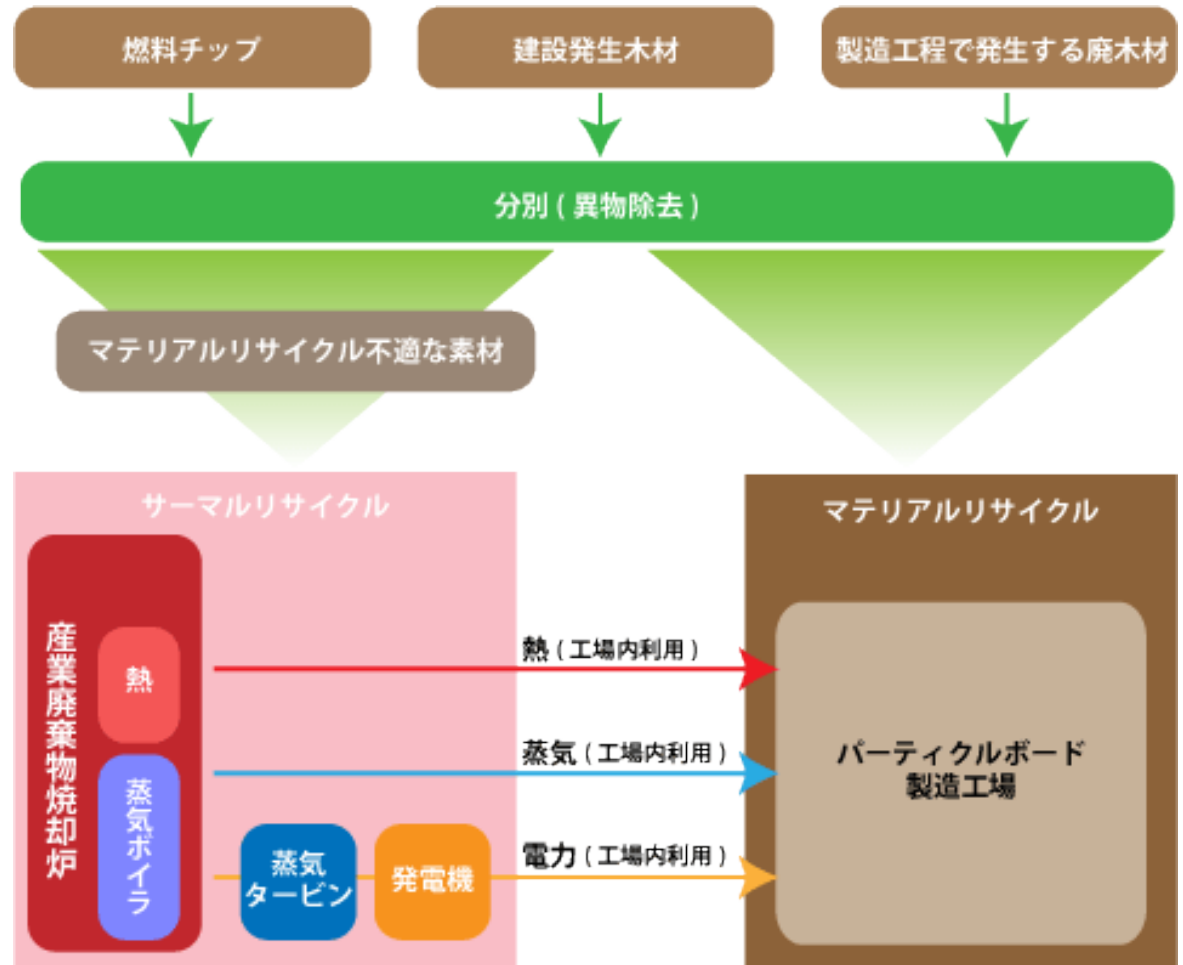 燃料チップ
建設発生木材
製造工程で発生する廃木材
分別 ( 異物除去 )
マテリアルリサイクル不適な素材
サーマルリサイクル
マテリアルリサイクル
産業廃棄物焼却炉
熱
蒸気ボイラ
蒸気
タービン
発電機
熱 ( 工場内利用 )
蒸気 ( 工場内利用 )
電力 ( 工場内利用 )
パーティクルボード
製造工場